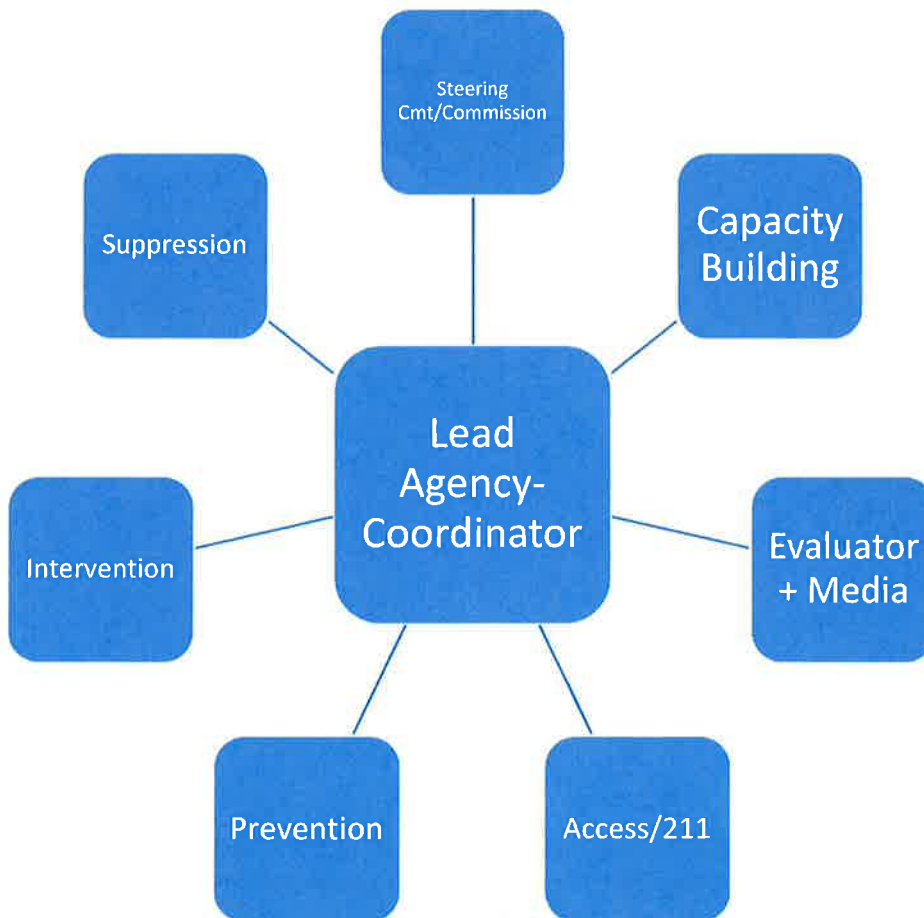 Steering
Cmt/Commission
Suppression
Capacity
Building
Lead
Agency-
Coordinator
Intervention
Evaluator
+ Media
Prevention
Access/211